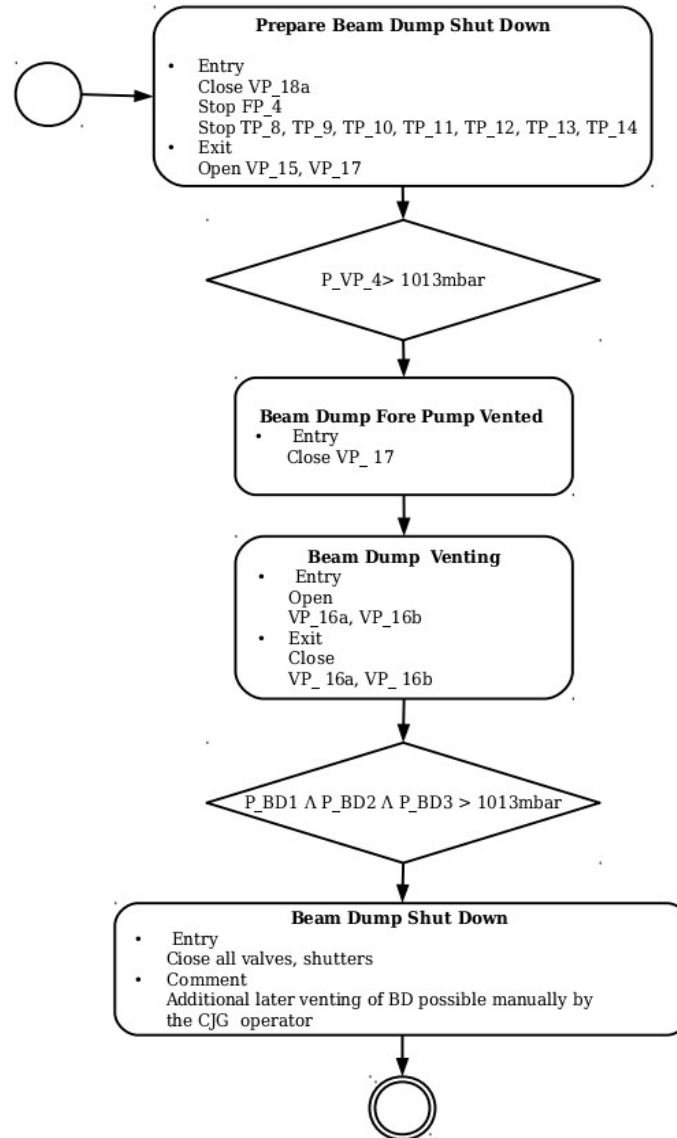 Prepare Beam Dump Shut Down
• Entry
Close VP_18a
Stop FP_4
Stop TP_8, TP_9, TP_10, TP_11, TP_12, TP_13, TP_14
• Exit
Open VP_15, VP_17
P_VP_4> 1013mbar
Beam Dump Fore Pump Vented
• Entry
Close VP_ 17
Beam Dump Venting
• Entry
Open
VP_16a, VP_16b
• Exit
Close
VP_ 16a, VP_ 16b
P_BD1 Λ P_BD2 Λ P_BD3 > 1013mbar
Beam Dump Shut Down
• Entry
Ciose all valves, shutters
• Comment
Additional later venting of BD possible manually by
the CJG operator